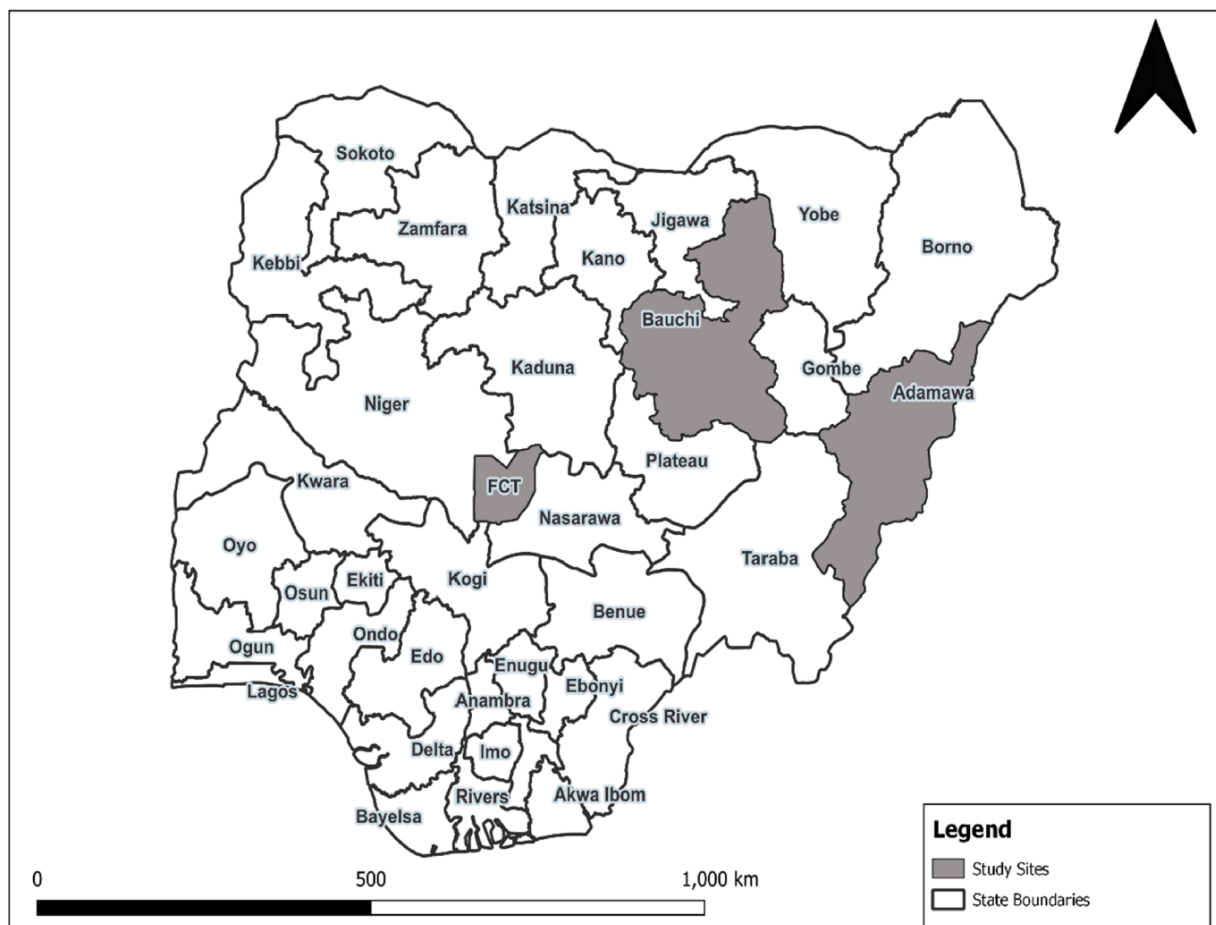 Sokoto
Katsina
Zamfara
Jigawa
Yobe
Borno
Kebbi
Kano
Bauchi
Kaduna
Gombe
Adamawa
Niger
Plateau
Kwara
FCT
Nasarawa
Oyo
Taraba
Osun
Ekiti
Kogi
Benue
Ogun
Ondo
Edo
Enugu
Ebonyi
Lagos
Anambra
Cross River
Delta
Imo
Bayelsa
Rivers
Akwa Ibom
0 500 1,000 km
Legend
Study Sites
State Boundaries